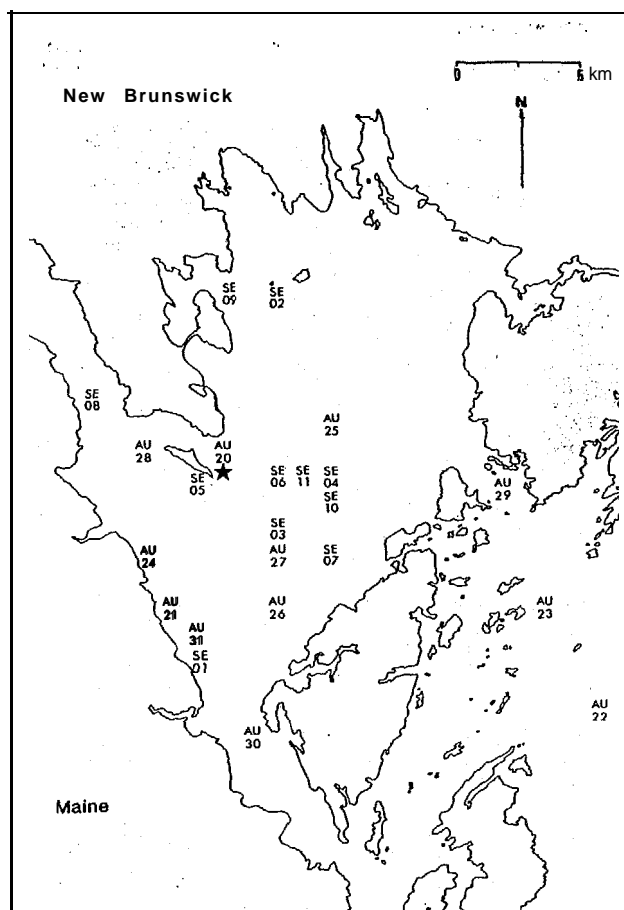 0 5 km
New Brunswick
N
SE
09
SE
02
SE
08
AU
25
AU
28
AU
20
SE
05
SE
06
SE
11
SE
04
AU
29
SE
10
SE
03
AU
24
AU
27
SE
07
AU
21
AU
26
AU
23
AU
31
SE
01
AU
22
AU
30
Maine